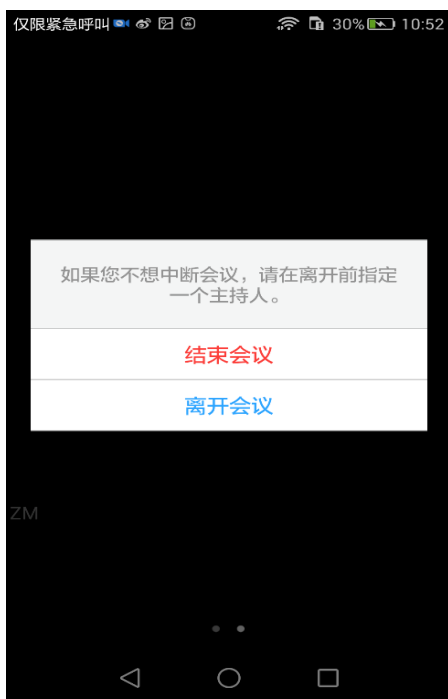 仅限紧急呼叫 30% 10:52
如果您不想中断会议，请在离开前指定
一个主持人。
结束会议
离开会议
ZM